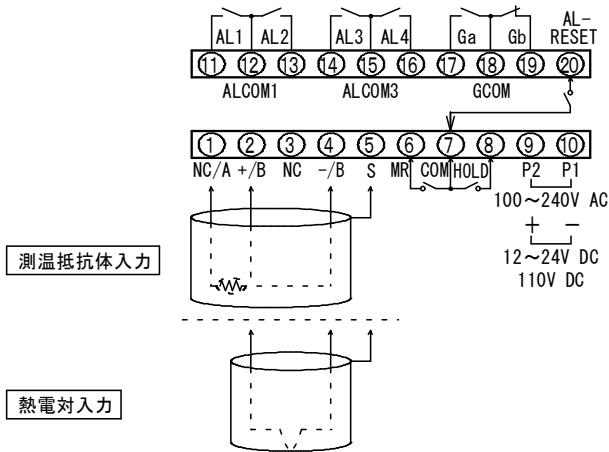 AL1 AL2 AL3 AL4 Ga Gb AL-
RESET
11 12 13 14 15 16 17 18 19 20
ALCOM1 ALCOM3 GCOM
1 2 3 4 5 6 7 8 9 10
NC/A +/B NC -/B S MR COM HOLD P2 P1
100～240V AC
+ −
12～24V DC
110V DC
測温抵抗体入力
熱電対入力